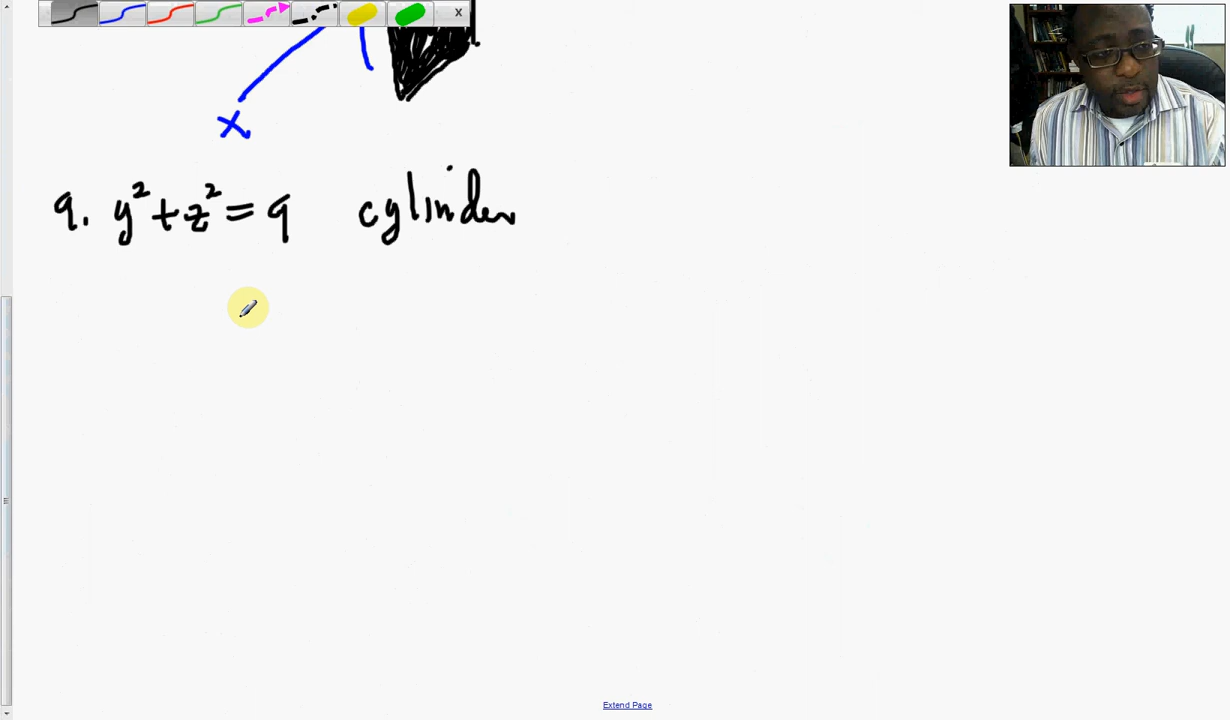 x
9. y² + z² = 9 cylinder
Extend Page